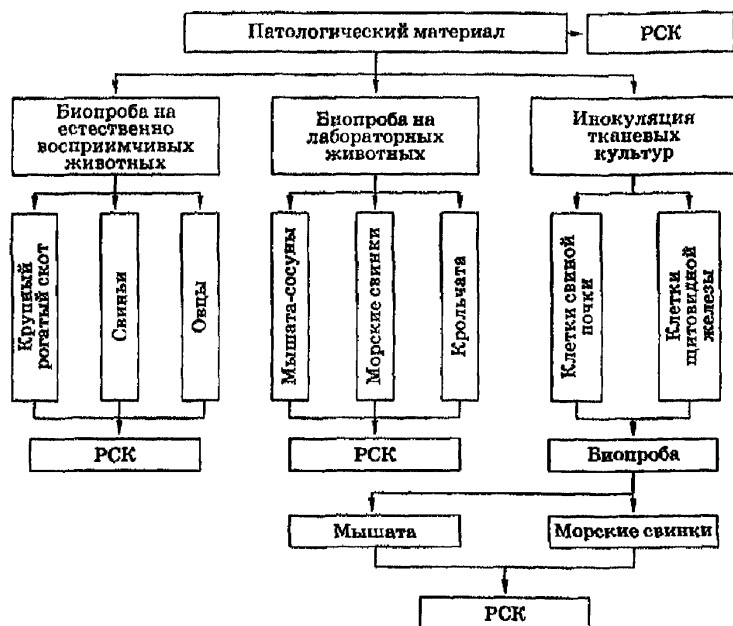 Патологический материал
РСК
Биопроба на
естественно
восприимчивых
животных
Биопроба на
лабораторных
животных
Инокуляция
тканевых
культур
Крупный
рогатый скот
Свиньи
Овцы
Мышата-сосуны
Морские свинки
Крольчата
Клетки свиной
почки
Клетки
щитовидной
железы
РСК
РСК
Биопроба
Мышата
Морские свинки
РСК